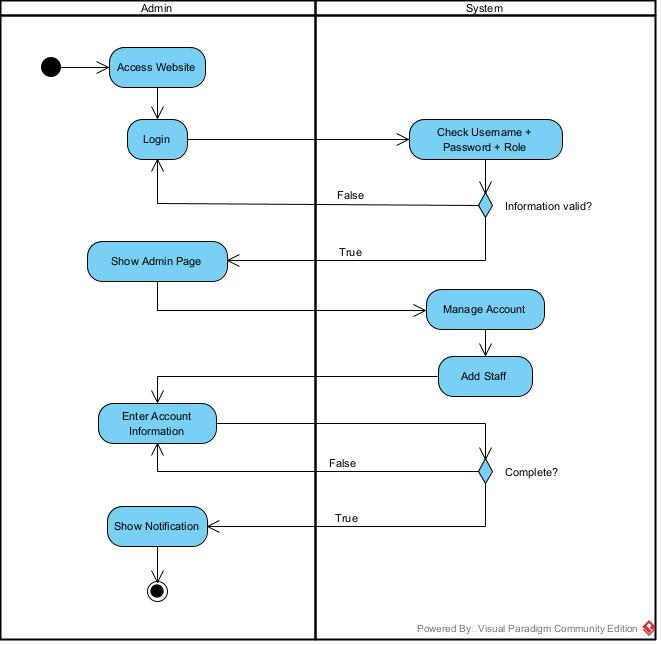 Admin
System
Access Website
Login
Check Username +
Password + Role
False
Information valid?
True
Show Admin Page
Manage Account
Add Staff
Enter Account
Information
False
Complete?
True
Show Notification
Powered By Visual Paradigm Community Edition